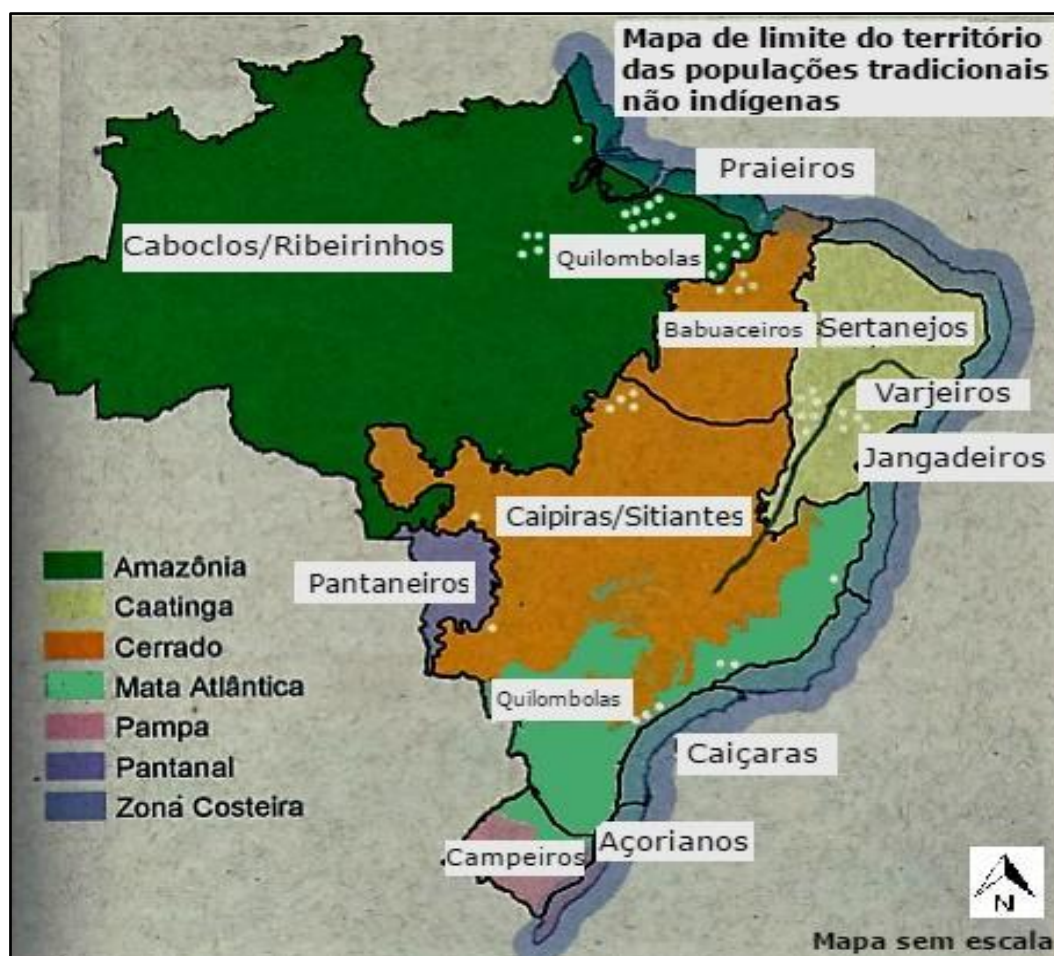 Mapa de limite do território
das populações tradicionais
não indígenas
Praieiros
Caboclos/Ribeirinhos
Quilombolas
Babuaceiros
Sertanejos
Varjeiros
Jangadeiros
Caipiras/Sitiantes
Pantaneiros
Quilombolas
Caiçaras
Açorianos
Campeiros
Amazônia
Caatinga
Cerrado
Mata Atlântica
Pampa
Pantanal
Zona Costeira
N
Mapa sem escala